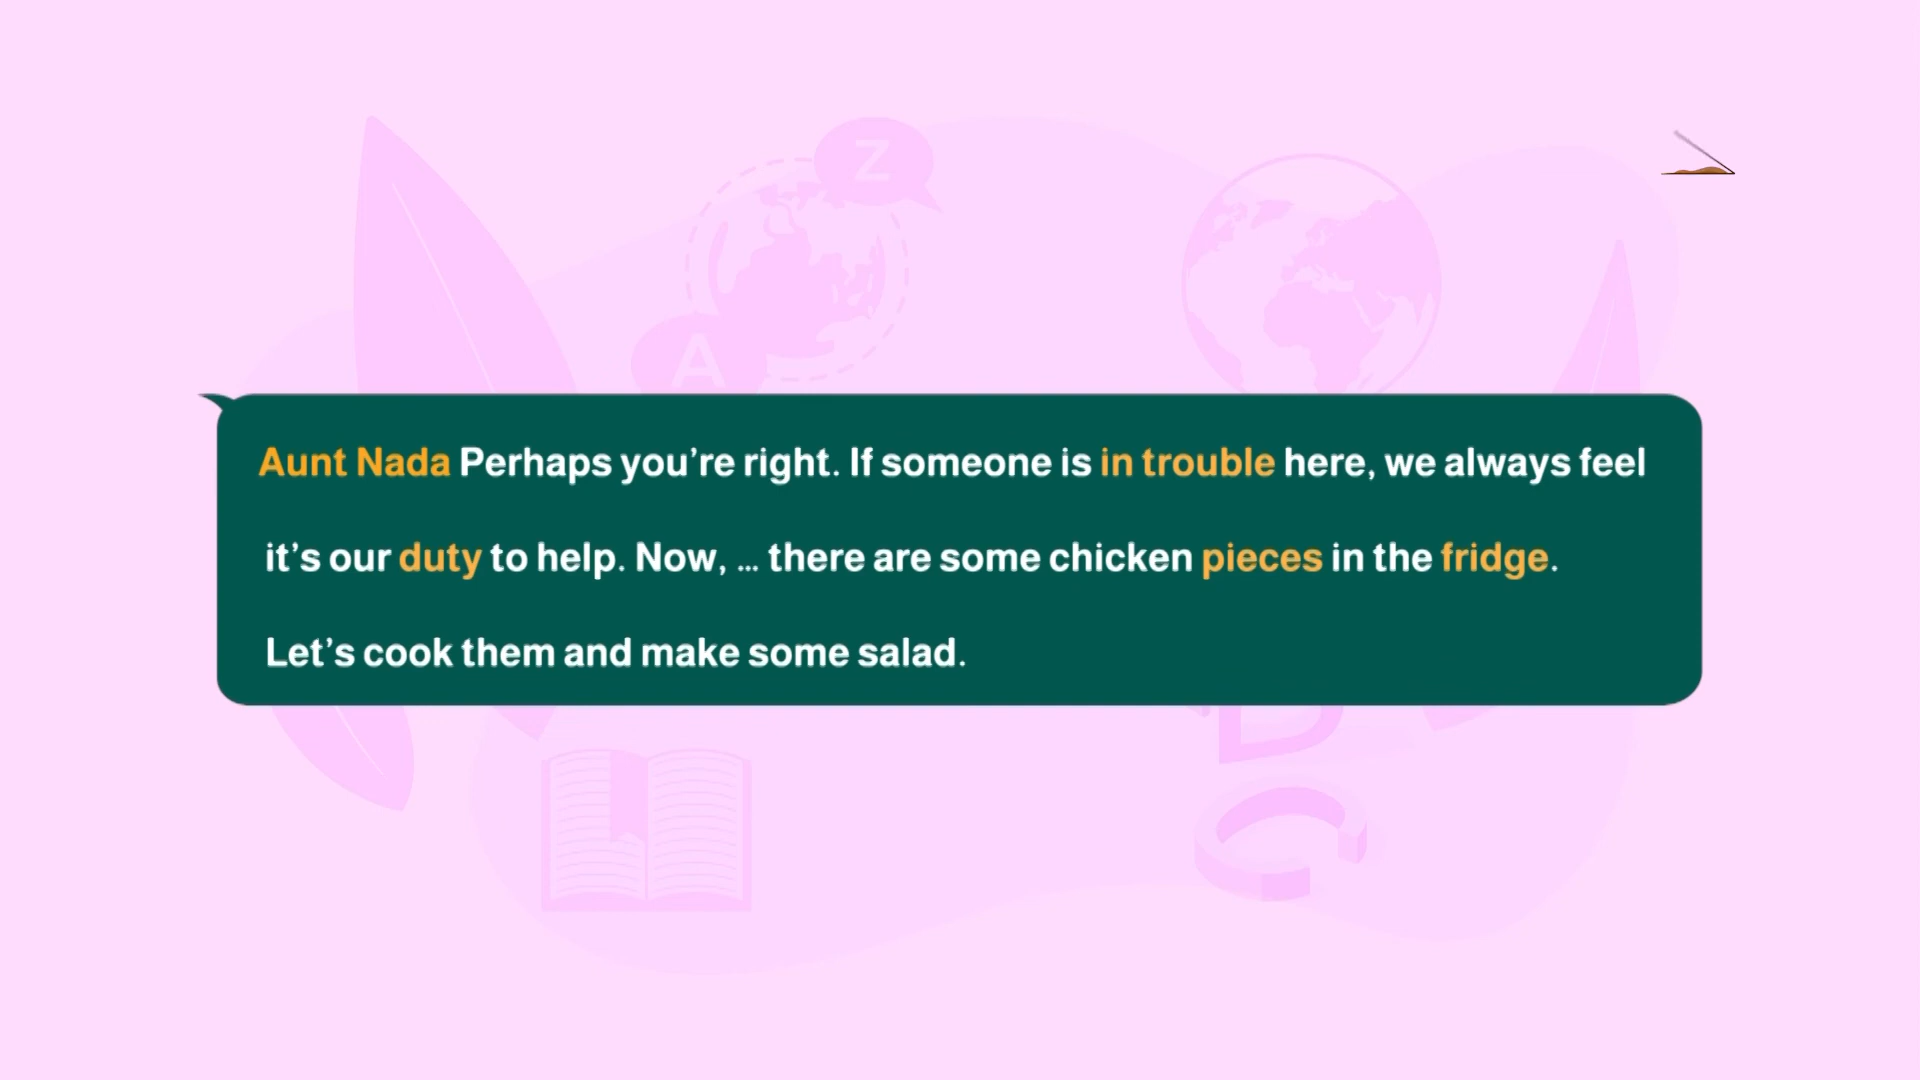 Z
A
Aunt Nada Perhaps you're right. If someone is in trouble here, we always feel
it's our duty to help. Now, ... there are some chicken pieces in the fridge.
Let's cook them and make some salad.
C